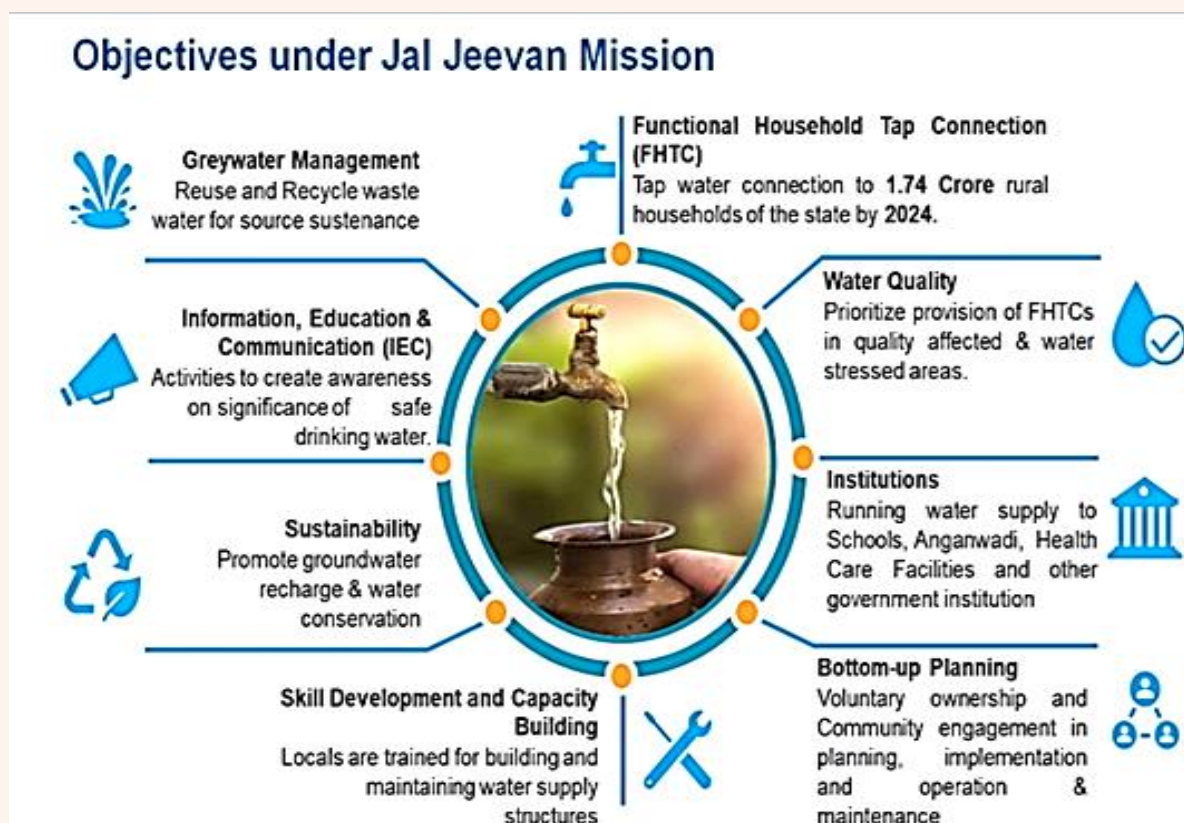 Objectives under Jal Jeevan Mission
Functional Household Tap Connection
(FHTC)
Tap water connection to 1.74 Crore rural
households of the state by 2024.
Water Quality
Prioritize provision of FHTCs
in quality affected & water
stressed areas.
Institutions
Running water supply to
Schools, Anganwadi, Health
Care Facilities and other
government institution
Bottom-up Planning
Voluntary ownership and
Community engagement in
planning, implementation
and operation &
maintenance
Skill Development and Capacity
Building
Locals are trained for building and
maintaining water supply
structures
Sustainability
Promote groundwater
recharge & water
conservation
Information, Education &
Communication (IEC)
Activities to create awareness
on significance of safe
drinking water.
Greywater Management
Reuse and Recycle waste
water for source sustenance